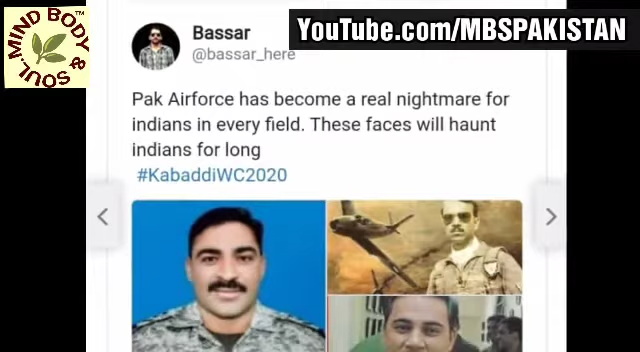 MIND BODY & SOUL.
TM
YouTube.com/MBSPAKISTAN
Bassar
@bassar_here
Pak Airforce has become a real nightmare for
indians in every field. These faces will haunt
indians for long
#KabaddiWC2020